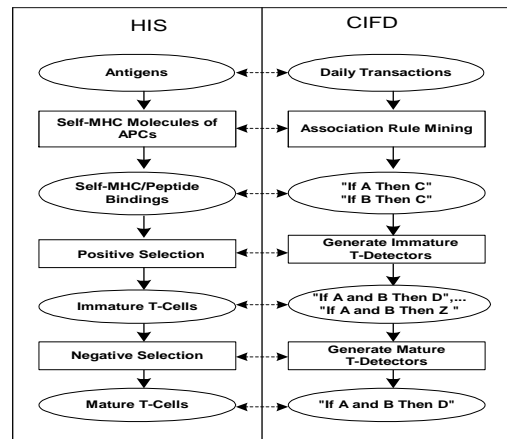 HIS
CIFD
Antigens
Daily Transactions
Self-MHC Molecules of
APCs
Association Rule Mining
Self-MHC/Peptide
Bindings
"If A Then C"
"If B Then C"
Positive Selection
Generate Immature
T-Detectors
Immature T-Cells
"If A and B Then D",...
"If A and B Then Z "
Negative Selection
Generate Mature
T-Detectors
Mature T-Cells
"If A and B Then D"